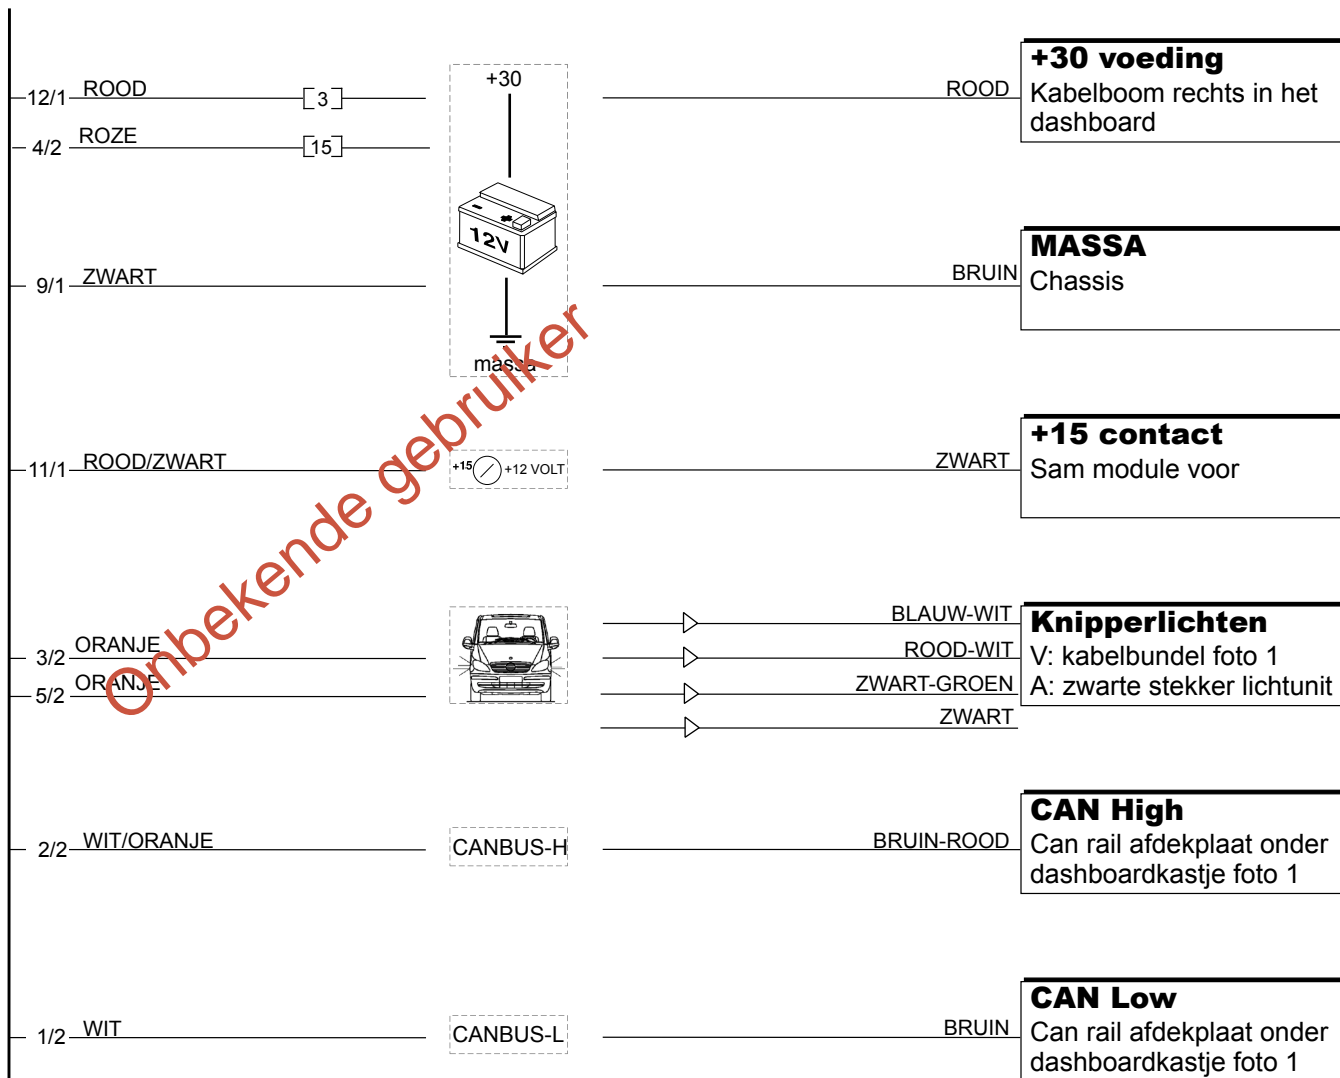 12/1 ROOD [3] +30 ROOD
+30 voeding
Kabelboom rechts in het
dashboard
4/2 ROZE [15]
12V
9/1 ZWART BRUIN
MASSA
Chassis
massa
11/1 ROOD/ZWART +15 +12 VOLT ZWART
+15 contact
Sam module voor
Onbekende gebruiker
3/2 ORANJE
5/2 ORANJE
BLAUW-WIT
ROOD-WIT
ZWART-GROEN
ZWART
Knipperlichten
V: kabelbundel foto 1
A: zwarte stekker lichtunit
2/2 WIT/ORANJE CANBUS-H BRUIN-ROOD
CAN High
Can rail afdekplaat onder
dashboardkastje foto 1
1/2 WIT CANBUS-L BRUIN
CAN Low
Can rail afdekplaat onder
dashboardkastje foto 1